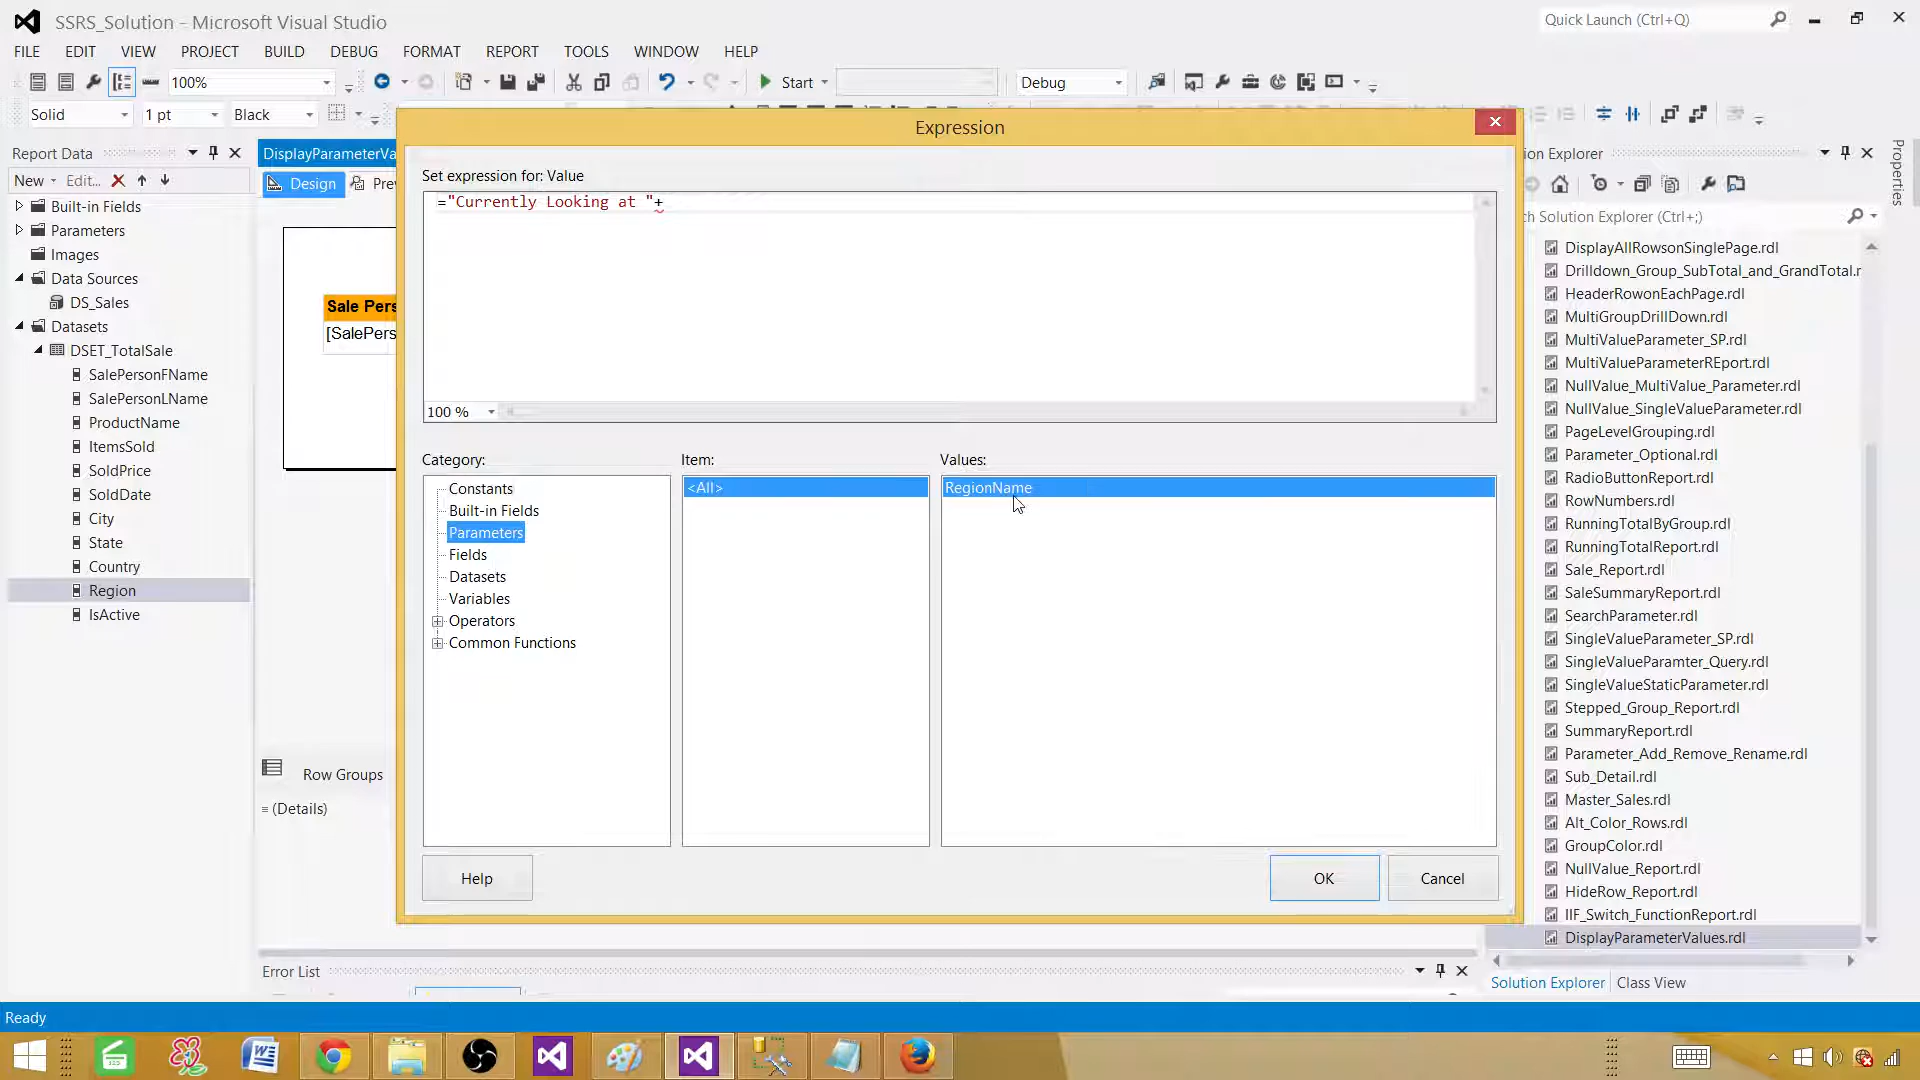 SSRS_Solution - Microsoft Visual Studio
Quick Launch (Ctrl+Q)
FILE EDIT VIEW PROJECT BUILD DEBUG FORMAT REPORT TOOLS WINDOW HELP
100% Start Debug
Solid 1 pt Black
Report Data
New Edit...
Built-in Fields
Parameters
Images
Data Sources
DS_Sales
Datasets
DSET_TotalSale
SalePersonFName
SalePersonLName
ProductName
ItemsSold
SoldPrice
SoldDate
City
State
Country
Region
IsActive
DisplayParameterVa
Design Pre
Sale Pers
[SalePers
Row Groups
(Details)
Error List
Expression
Set expression for: Value
="Currently Looking at "+
100 %
Category: Item: Values:
Constants
Built-in Fields
Parameters
Fields
Datasets
Variables
Operators
Common Functions
<All>
RegionName
Help OK Cancel
ion Explorer
ch Solution Explorer (Ctrl+;)
DisplayAllRowsonSinglePage.rdl
Drilldown_Group_SubTotal_and_GrandTotal.r
HeaderRowonEachPage.rdl
MultiGroupDrillDown.rdl
MultiValueParameter_SP.rdl
MultiValueParameterREport.rdl
NullValue_MultiValue_Parameter.rdl
NullValue_SingleValueParameter.rdl
PageLevelGrouping.rdl
Parameter_Optional.rdl
RadioButtonReport.rdl
RowNumbers.rdl
RunningTotalByGroup.rdl
RunningTotalReport.rdl
Sale_Report.rdl
SaleSummaryReport.rdl
SearchParameter.rdl
SingleValueParameter_SP.rdl
SingleValueParamter_Query.rdl
SingleValueStaticParameter.rdl
Stepped_Group_Report.rdl
SummaryReport.rdl
Parameter_Add_Remove_Rename.rdl
Sub_Detail.rdl
Master_Sales.rdl
Alt_Color_Rows.rdl
GroupColor.rdl
NullValue_Report.rdl
HideRow_Report.rdl
IIF_Switch_FunctionReport.rdl
DisplayParameterValues.rdl
Solution Explorer Class View
Properties
Ready